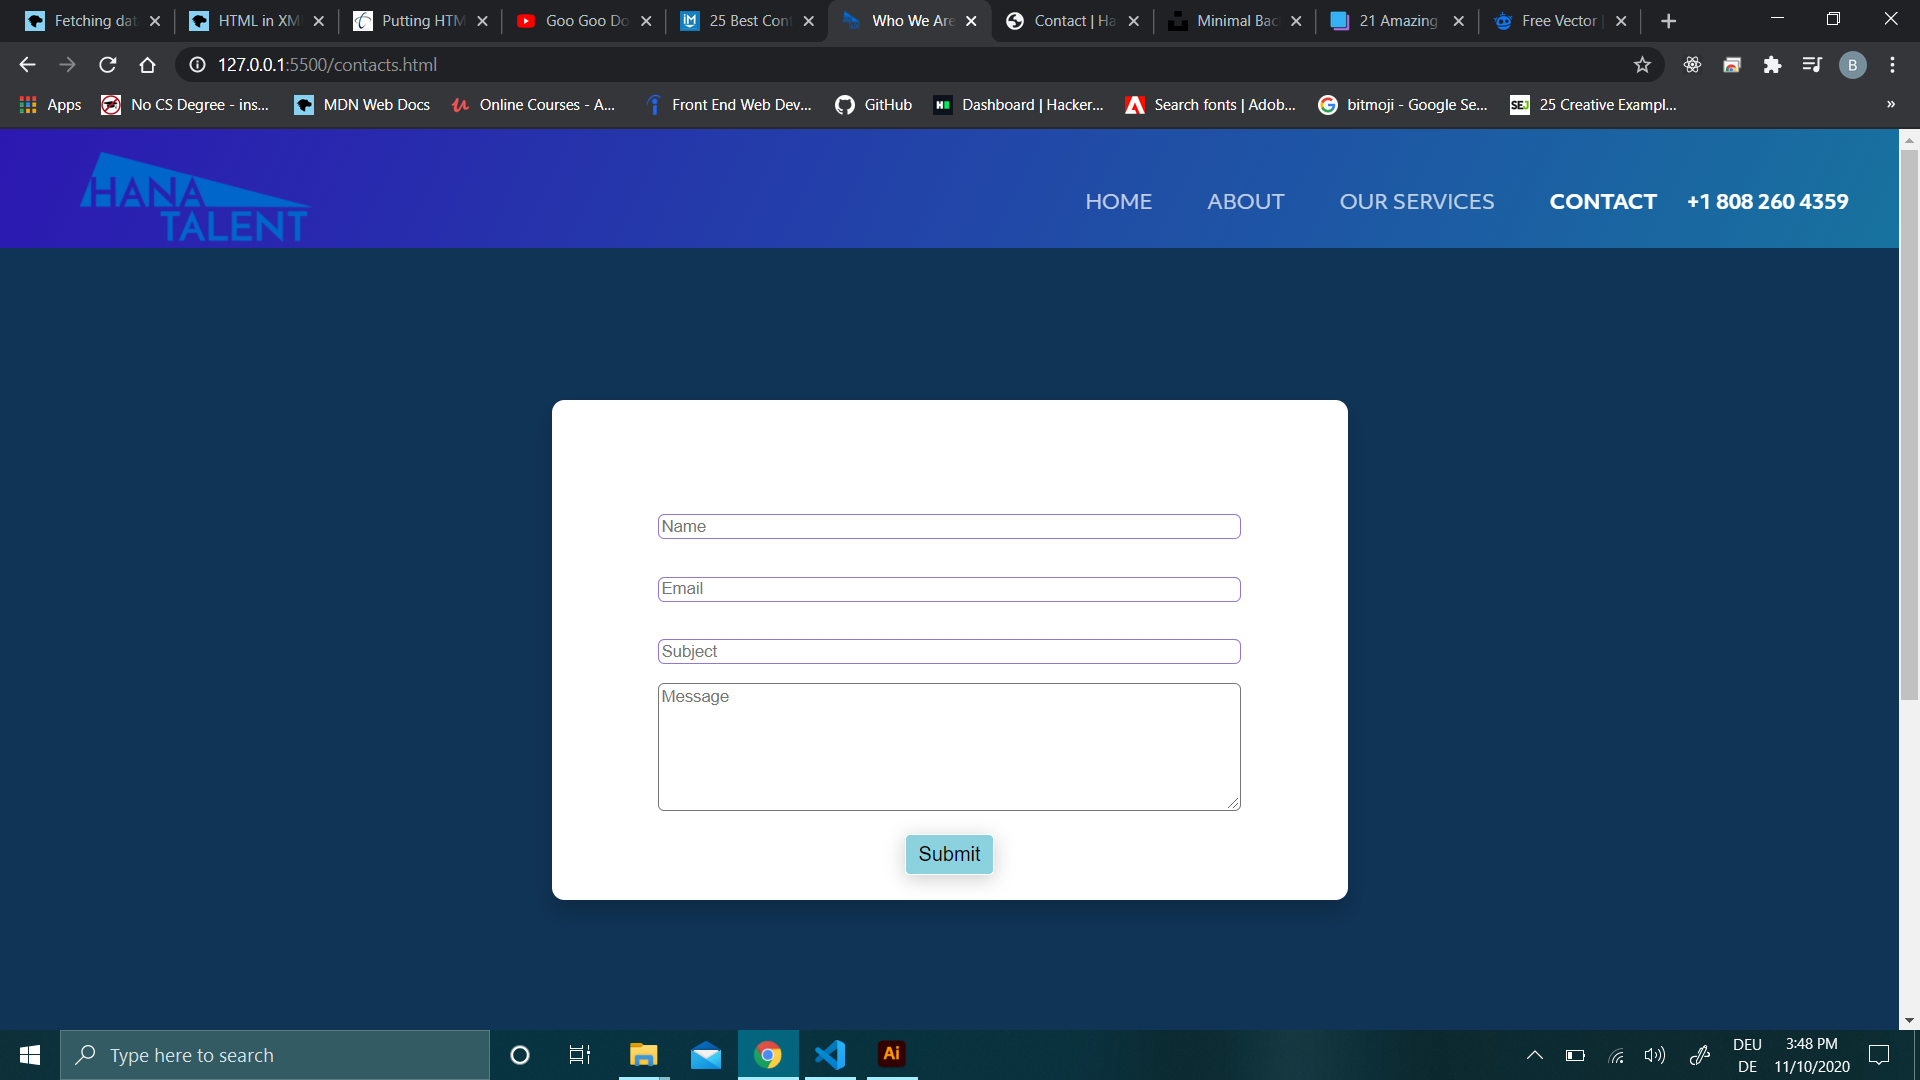 Fetching dat
HTML in XM
Putting HTM
Goo Goo Do
25 Best Cont
Who We Are
Contact | Ha
Minimal Bac
21 Amazing
Free Vector |
127.0.0.1:5500/contacts.html
B
Apps
No CS Degree - ins...
MDN Web Docs
Online Courses - A...
Front End Web Dev...
GitHub
Dashboard | Hacker...
Search fonts | Adob...
bitmoji - Google Se...
SEJ
25 Creative Exampl...
»
HANA
TALENT
HOME
ABOUT
OUR SERVICES
CONTACT
+1 808 260 4359
Name
Email
Subject
Message
Submit
Type here to search
Ai
DEU
DE
3:48 PM
11/10/2020